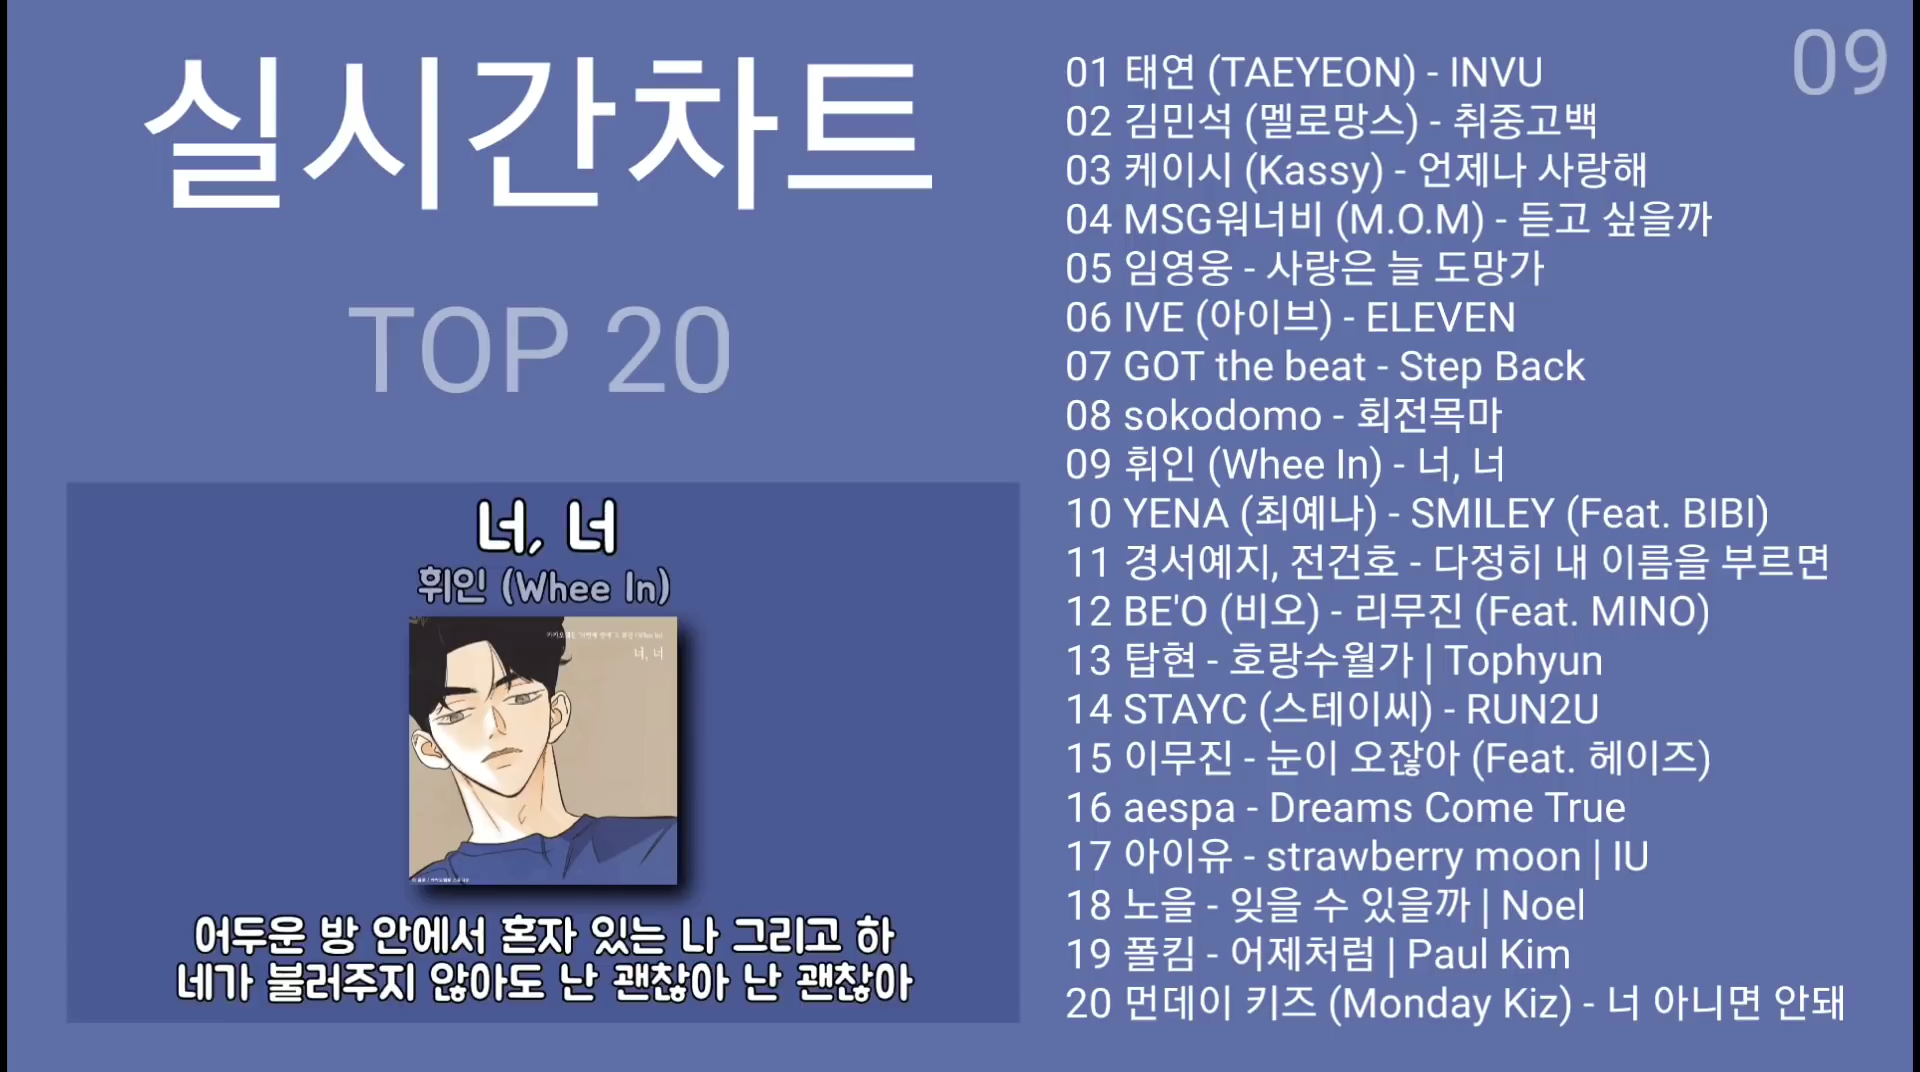 실시간차트
TOP 20
09
01 태연 (TAEYEON) - INVU
02 김민석 (멜로망스) - 취중고백
03 케이시 (Kassy) - 언제나 사랑해
04 MSG워너비 (M.O.M) - 듣고 싶을까
05 임영웅 - 사랑은 늘 도망가
06 IVE (아이브) - ELEVEN
07 GOT the beat - Step Back
08 sokodomo - 회전목마
09 휘인 (Whee In) - 너, 너
10 YENA (최예나) - SMILEY (Feat. BIBI)
11 경서예지, 전건호 - 다정히 내 이름을 부르면
12 BE'O (비오) - 리무진 (Feat. MINO)
13 탑현 - 호랑수월가 | Tophyun
14 STAYC (스테이씨) - RUN2U
15 이무진 - 눈이 오잖아 (Feat. 헤이즈)
16 aespa - Dreams Come True
17 아이유 - strawberry moon | IU
18 노을 - 잊을 수 있을까 | Noel
19 폴킴 - 어제처럼 | Paul Kim
20 먼데이 키즈 (Monday Kiz) - 너 아니면 안돼
너, 너
휘인 (Whee In)
너, 너
어두운 방 안에서 혼자 있는 나 그리고 하
네가 불러주지 않아도 난 괜찮아 난 괜찮아